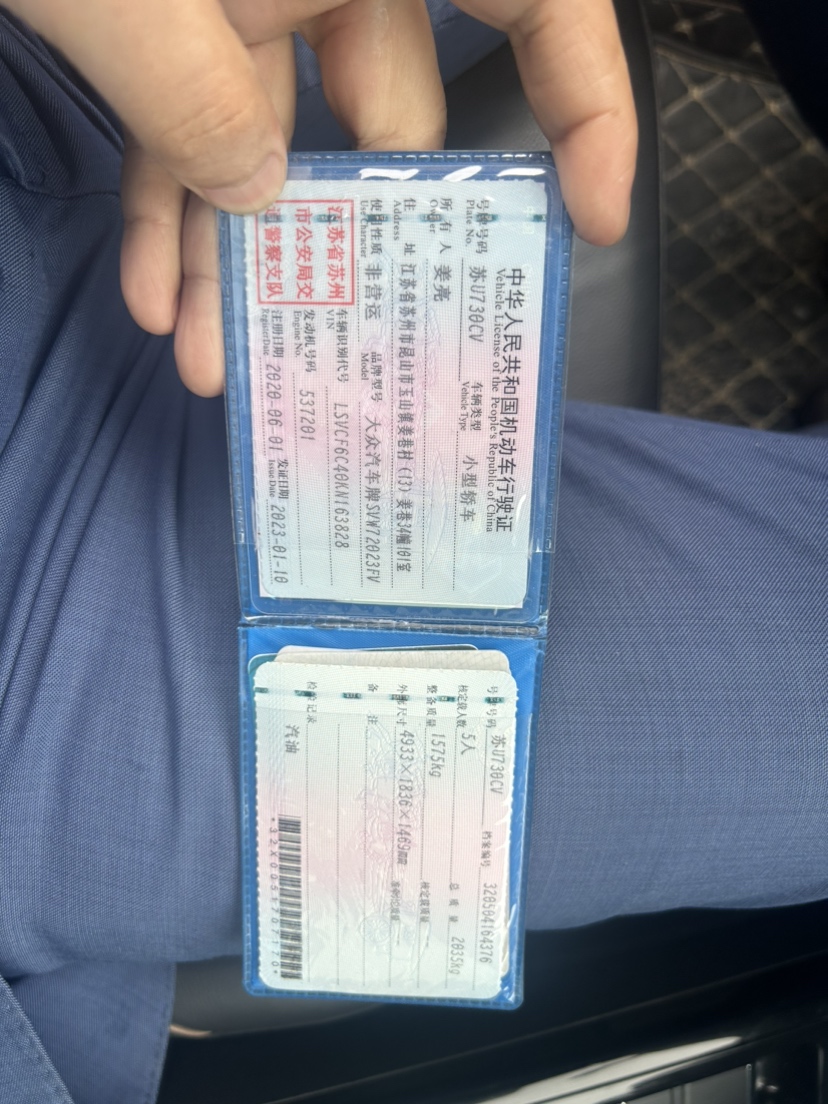 中华人民共和国机动车行驶证
Vehicle License of the People's Republic of China
号牌号码 苏U730CV 车辆类型 小型轿车
Plate No. Vehicle Type
所有人 姜亮
Owner
住址 江苏省苏州市昆山市玉山镇姜巷村(13)姜巷34幢101室
Address
使用性质 非营运 品牌型号 大众汽车牌SVW72023FV
Use Character Model
江苏省苏州
市公安局交
警察支队
车辆识别代号 LSVCF6C40KN163828
VIN
发动机号码 537201
Engine No.
注册日期 2020-06-01 发证日期 2023-01-10
Register Date Issue Date
号牌号码 苏U730CV 档案编号 320504164376
核定载人数 5人 总质量 2035kg
整备质量 1575kg 核定载质量
外廓尺寸 4933×1836×1469mm 准牵引总质量
备注
检验记录
汽油